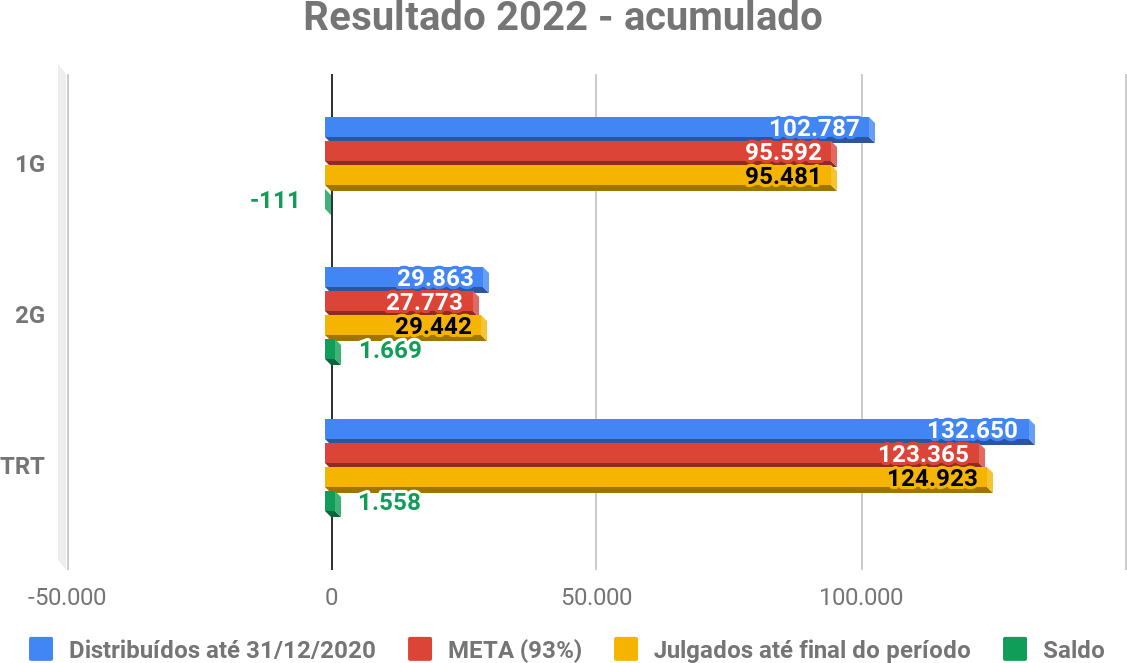 Resultado 2022 - acumulado
1G
102.787
95.592
95.481
-111
2G
29.863
27.773
29.442
1.669
TRT
132.650
123.365
124.923
1.558
-50.000 0 50.000 100.000
Distribuídos até 31/12/2020 META (93%) Julgados até final do período Saldo